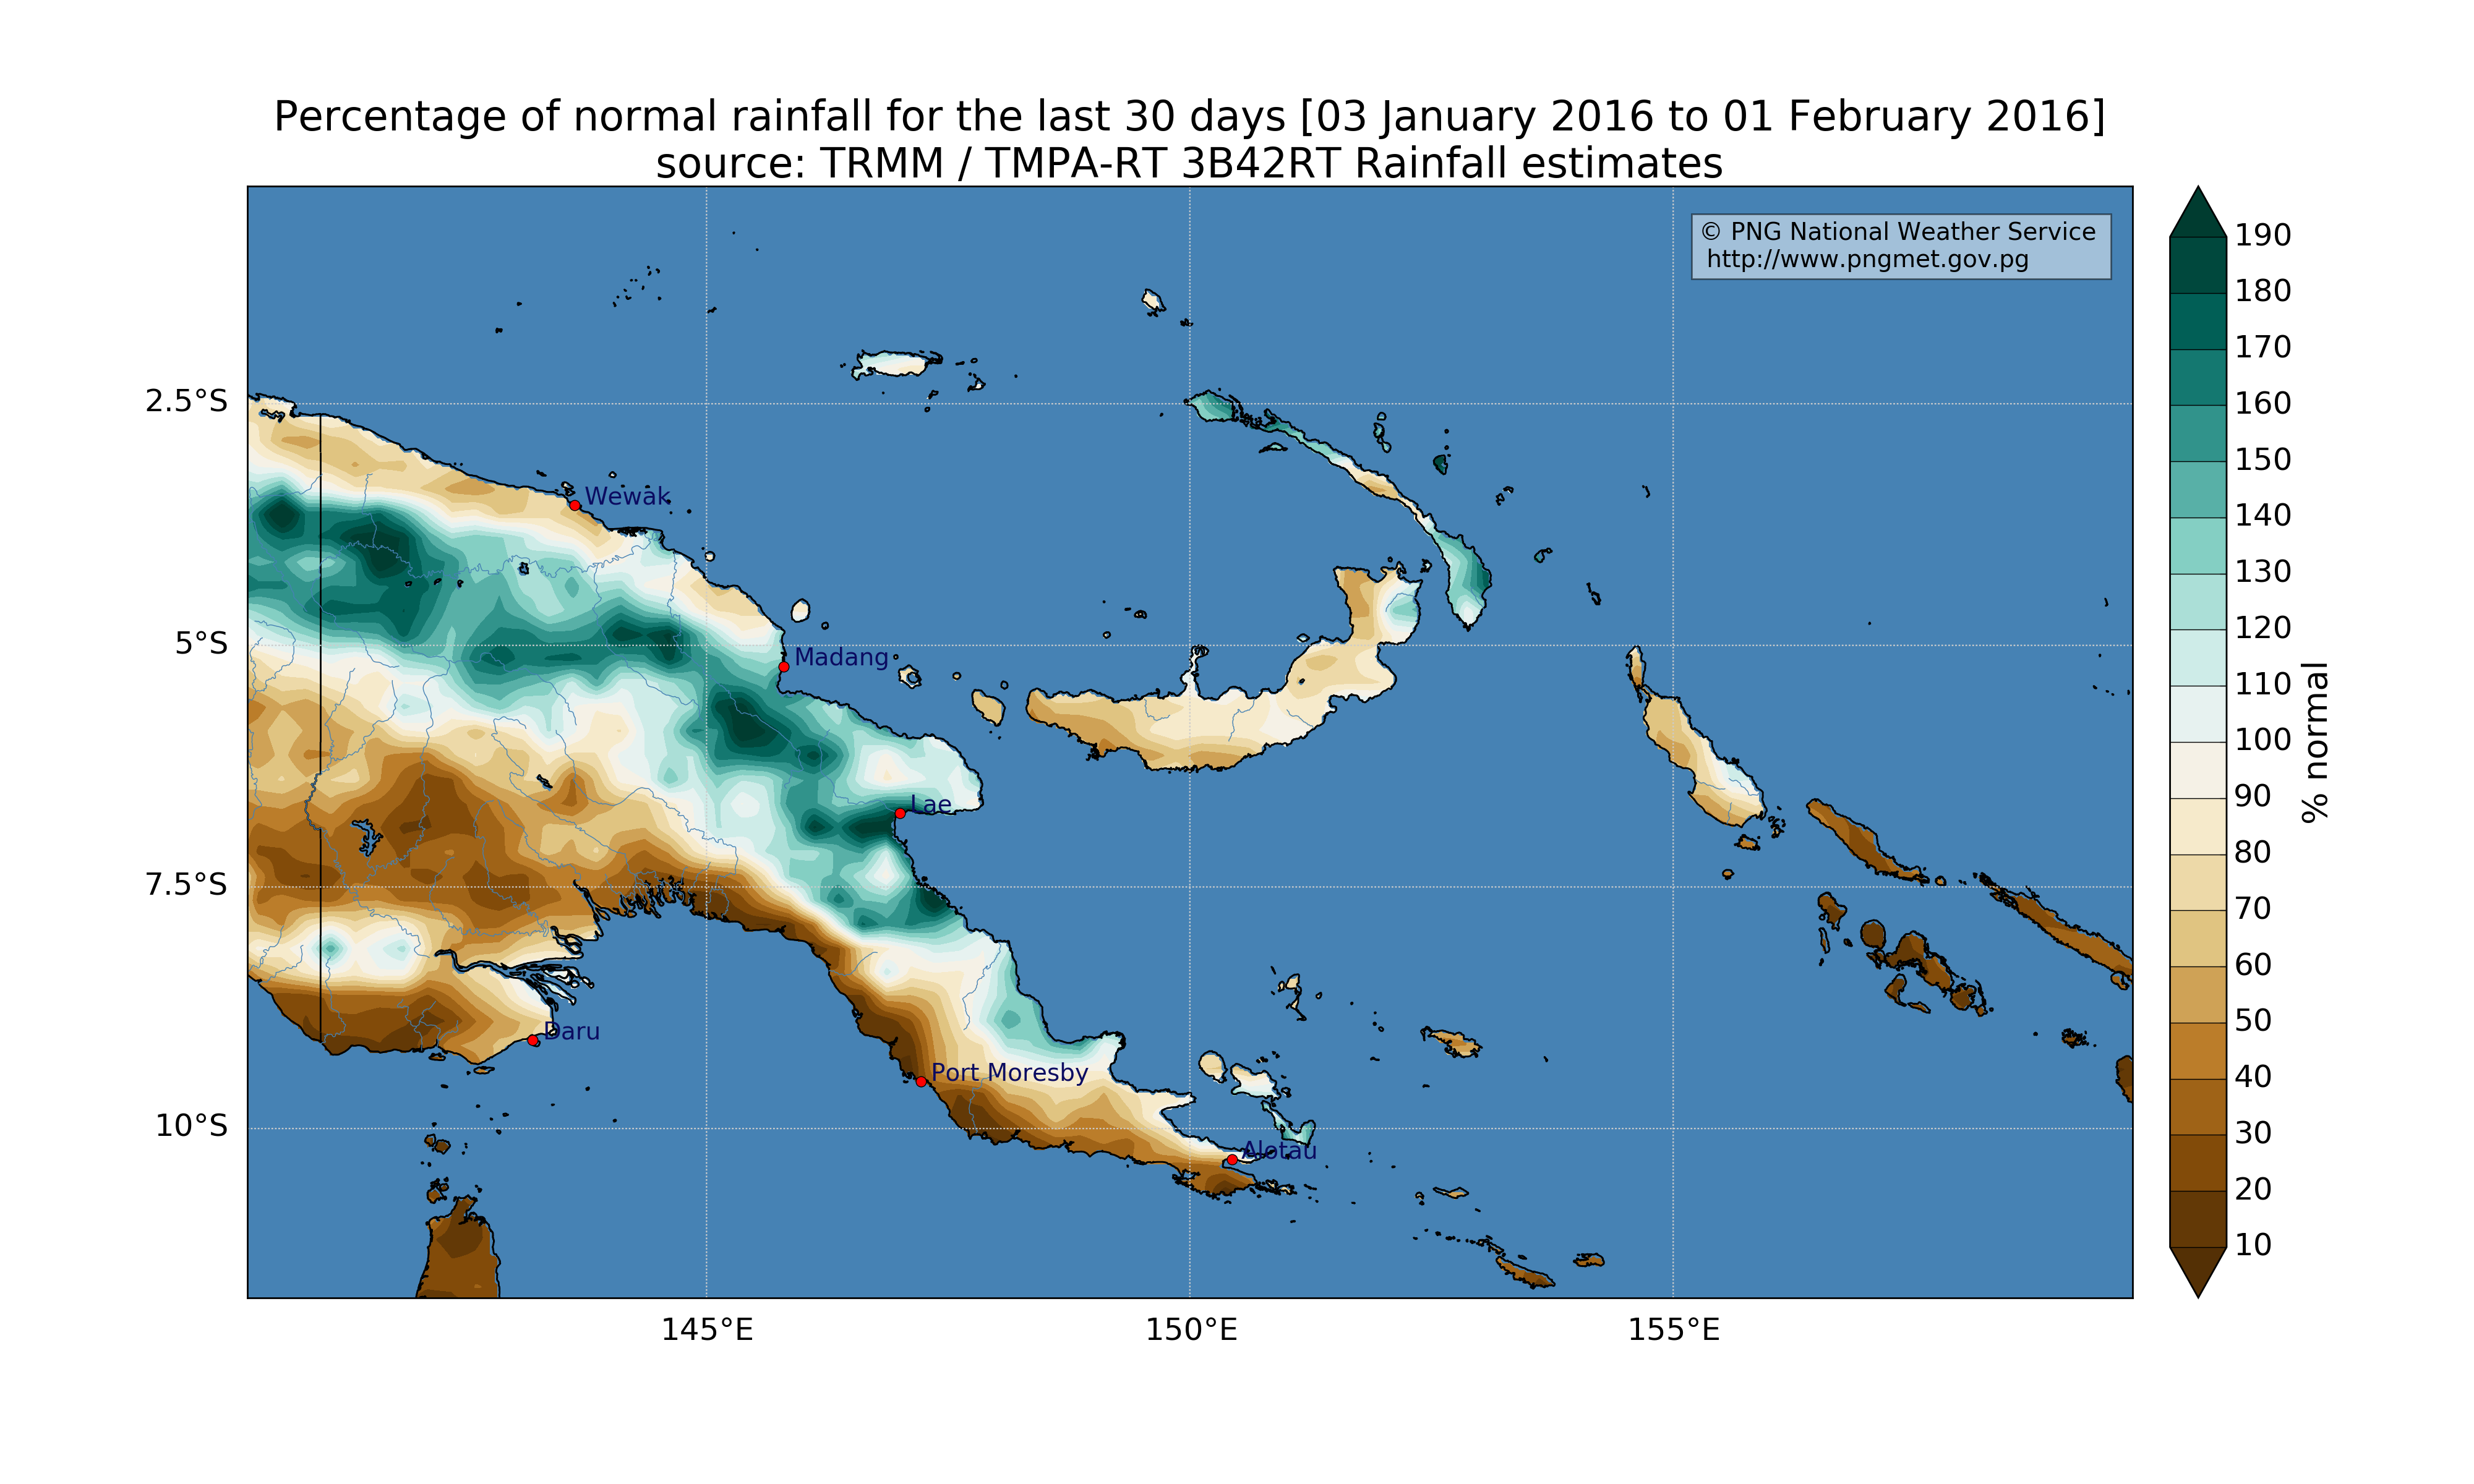 Percentage of normal rainfall for the last 30 days [03 January 2016 to 01 February 2016]
source: TRMM / TMPA-RT 3B42RT Rainfall estimates
© PNG National Weather Service
http://www.pngmet.gov.pg
190
180
170
160
150
140
130
120
110
100
90
80
70
60
50
40
30
20
10
% normal
2.5°S
5°S
7.5°S
10°S
Wewak
Madang
Lae
Daru
Port Moresby
Alotau
145°E
150°E
155°E